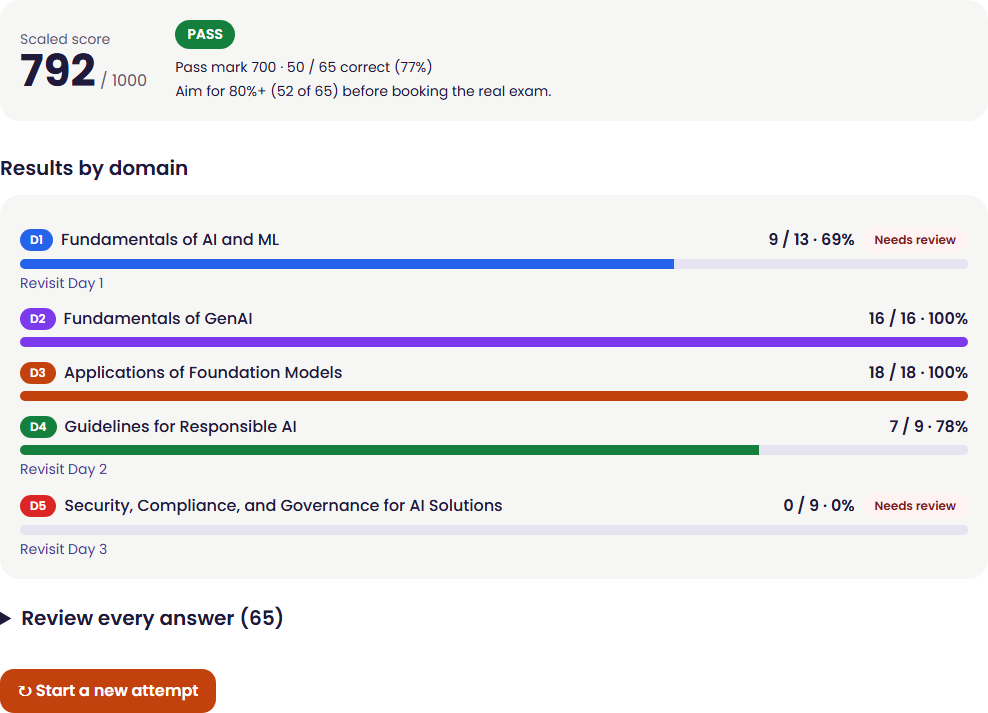 Scaled score
792 / 1000
PASS
Pass mark 700 · 50 / 65 correct (77%)
Aim for 80%+ (52 of 65) before booking the real exam.
Results by domain
D1 Fundamentals of AI and ML 9 / 13 · 69% Needs review
Revisit Day 1
D2 Fundamentals of GenAI 16 / 16 · 100%
D3 Applications of Foundation Models 18 / 18 · 100%
D4 Guidelines for Responsible AI 7 / 9 · 78%
Revisit Day 2
D5 Security, Compliance, and Governance for AI Solutions 0 / 9 · 0% Needs review
Revisit Day 3
▶ Review every answer (65)
↻ Start a new attempt